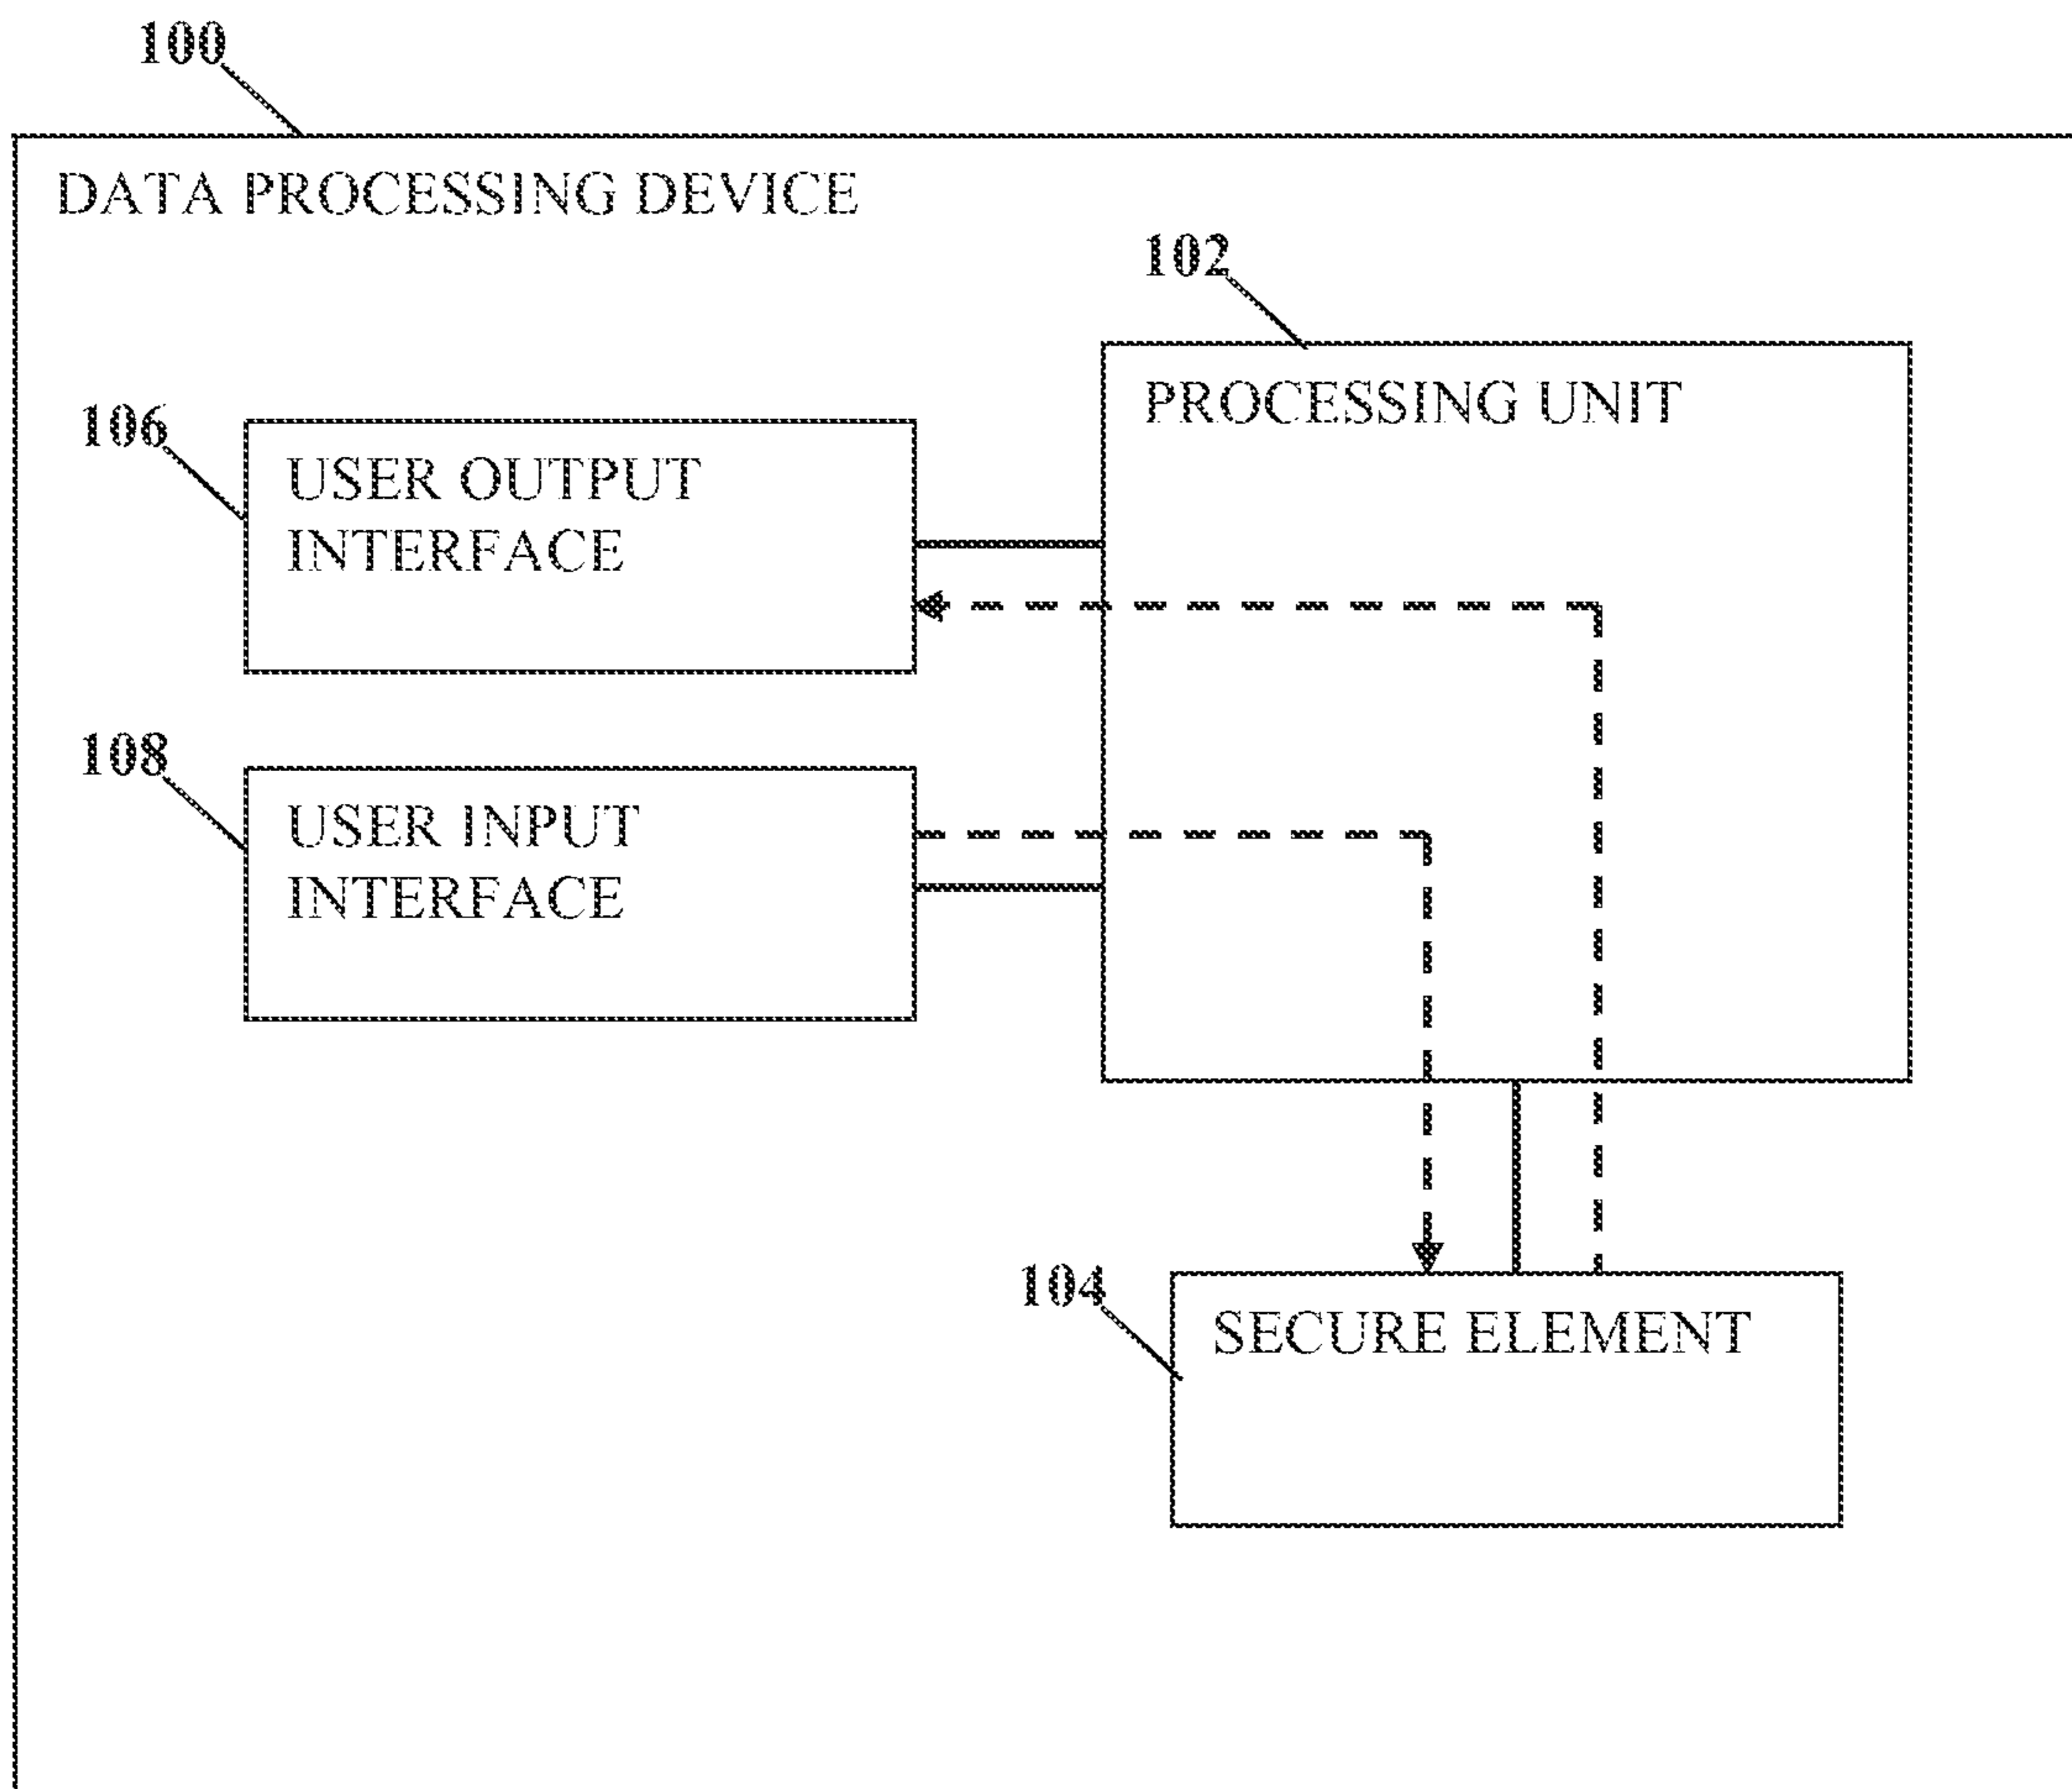 100
DATA PROCESSING DEVICE
102
PROCESSING UNIT
106
USER OUTPUT
INTERFACE
108
USER INPUT
INTERFACE
104
SECURE ELEMENT